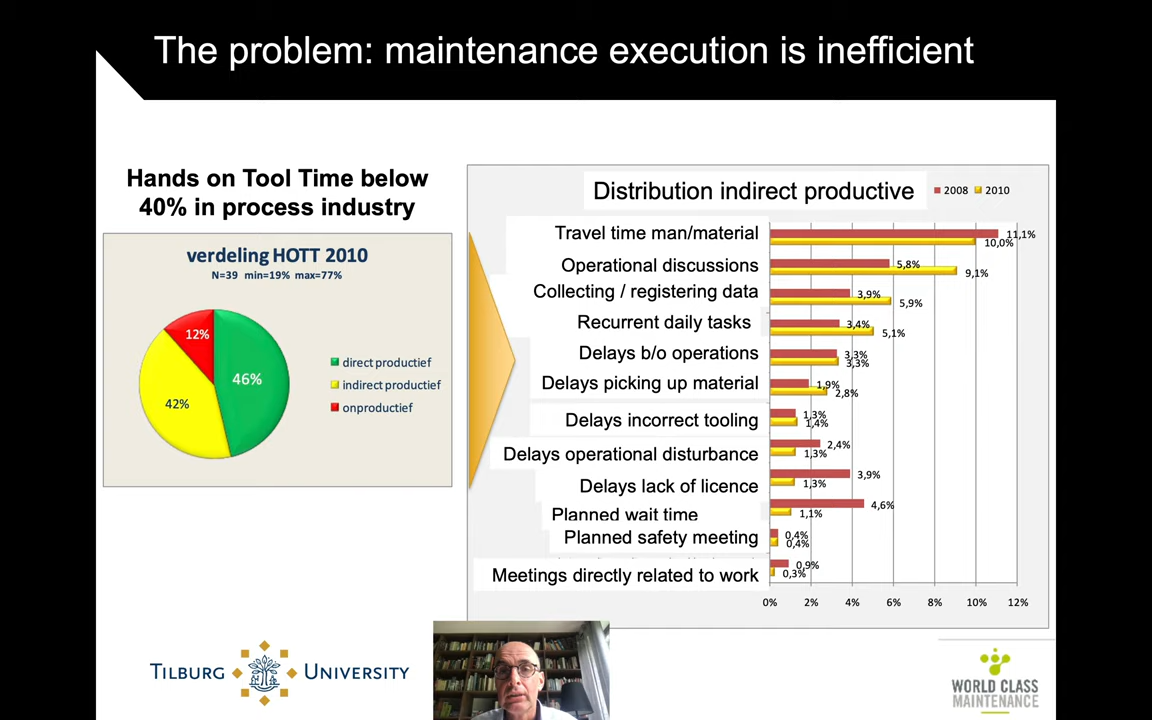 The problem: maintenance execution is inefficient
Hands on Tool Time below
40% in process industry
verdeling HOTT 2010
N=39 min=19% max=77%
12%
46%
42%
direct productief
indirect productief
onproductief
Distribution indirect productive
2008
2010
Travel time man/material
11,1%
10,0%
Operational discussions
5,8%
9,1%
Collecting / registering data
3,9%
5,9%
Recurrent daily tasks
3,4%
5,1%
Delays b/o operations
3,3%
3,3%
Delays picking up material
1,9%
2,8%
Delays incorrect tooling
1,3%
1,4%
Delays operational disturbance
2,4%
1,3%
Delays lack of licence
3,9%
1,3%
Planned wait time
4,6%
1,1%
Planned safety meeting
0,4%
0,4%
Meetings directly related to work
0,9%
0,3%
0% 2% 4% 6% 8% 10% 12%
TILBURG UNIVERSITY
WORLD CLASS
MAINTENANCE